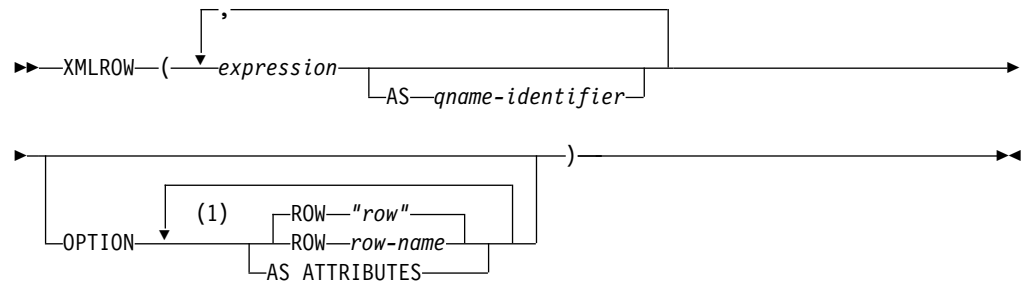 ,
XMLROW ( expression
AS qname-identifier
)
(1) ROW "row"
OPTION ROW row-name
AS ATTRIBUTES